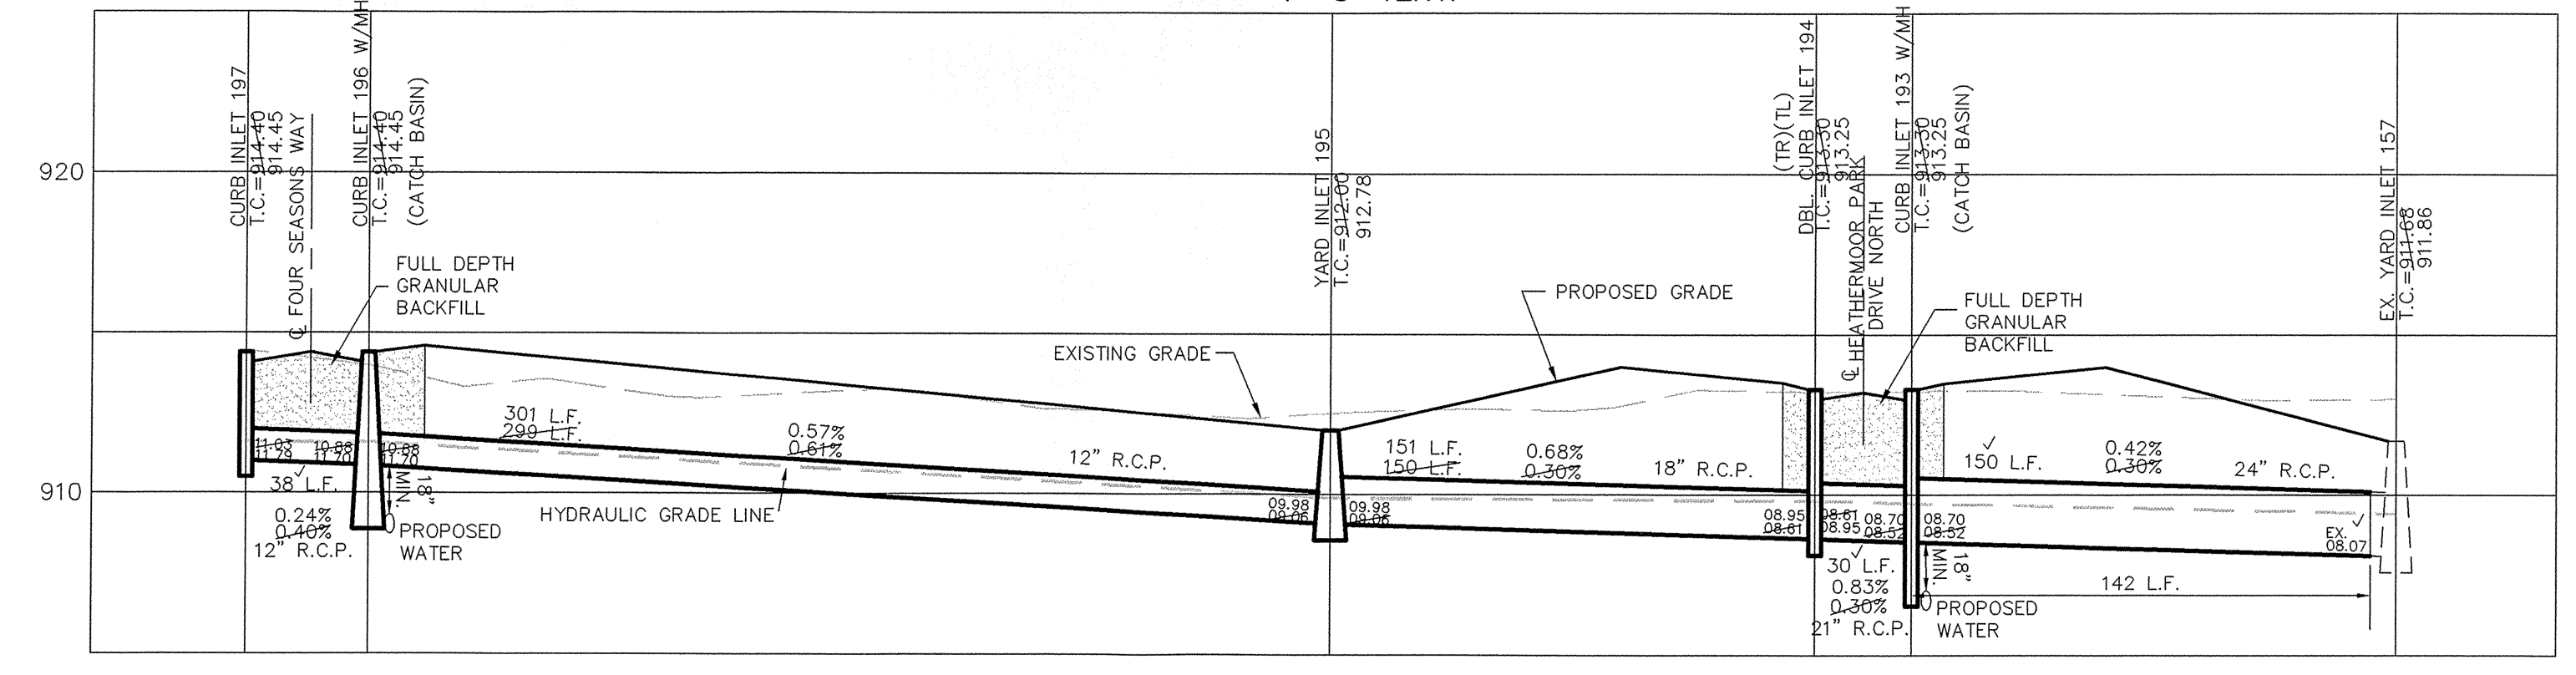 920
910
CURB INLET 197
T.C.=914.40
914.45
℄ FOUR SEASONS WAY
CURB INLET 196 W/MH
T.C.=914.40
914.45
(CATCH BASIN)
FULL DEPTH
GRANULAR
BACKFILL
11.03
11.79
10.88
11.70
10.88
11.70
38 L.F.
0.24%
0.40%
12" R.C.P.
18"
MIN.
PROPOSED
WATER
301 L.F.
299 L.F.
0.57%
0.61%
12" R.C.P.
HYDRAULIC GRADE LINE
EXISTING GRADE
YARD INLET 195
T.C.=912.00
912.78
09.98
09.06
09.98
09.06
PROPOSED GRADE
151 L.F.
150 L.F.
0.68%
0.30%
18" R.C.P.
(TR)(TL)
DBL. CURB INLET 194
T.C.=913.30
913.25
℄ HEATHERMOOR PARK
DRIVE NORTH
CURB INLET 193 W/MH
T.C.=913.30
913.25
(CATCH BASIN)
FULL DEPTH
GRANULAR
BACKFILL
08.95
08.61
08.61
08.95
08.70
08.52
08.70
08.52
30 L.F.
0.83%
0.30%
21" R.C.P.
18"
MIN.
PROPOSED
WATER
150 L.F.
0.42%
0.30%
24" R.C.P.
142 L.F.
EX.
08.07
EX. YARD INLET 157
T.C.=911.68
911.86